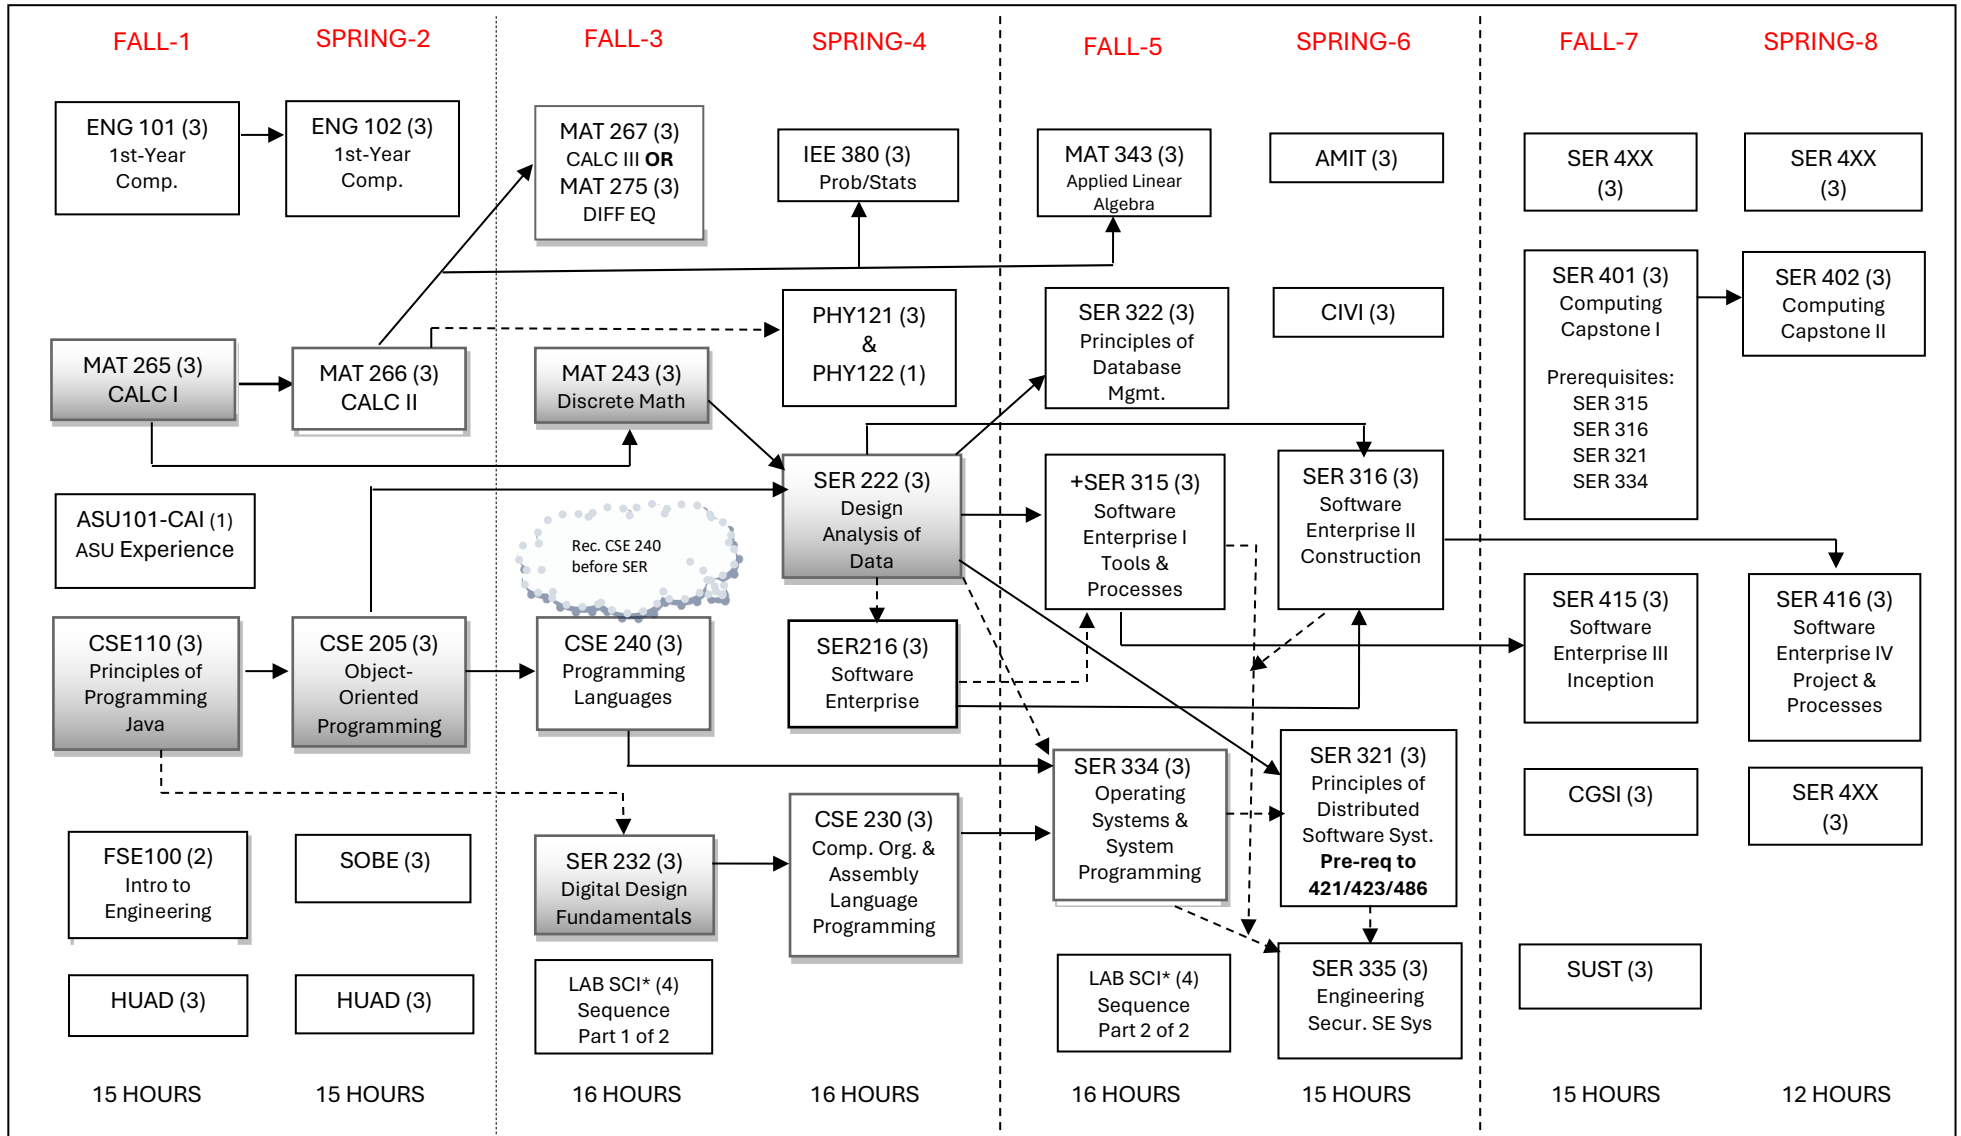 FALL-1
ENG 101 (3)
1st-Year
Comp.
MAT 265 (3)
CALC I
ASU101-CAI (1)
ASU Experience
CSE110 (3)
Principles of
Programming
Java
FSE100 (2)
Intro to
Engineering
HUAD (3)
15 HOURS
SPRING-2
ENG 102 (3)
1st-Year
Comp.
MAT 266 (3)
CALC II
CSE 205 (3)
Object-
Oriented
Programming
SOBE (3)
HUAD (3)
15 HOURS
FALL-3
MAT 267 (3)
CALC III OR
MAT 275 (3)
DIFF EQ
MAT 243 (3)
Discrete Math
Rec. CSE 240
before SER
CSE 240 (3)
Programming
Languages
SER 232 (3)
Digital Design
Fundamentals
LAB SCI* (4)
Sequence
Part 1 of 2
16 HOURS
SPRING-4
IEE 380 (3)
Prob/Stats
PHY121 (3)
&
PHY122 (1)
SER 222 (3)
Design
Analysis of
Data
SER216 (3)
Software
Enterprise
CSE 230 (3)
Comp. Org. &
Assembly
Language
Programming
16 HOURS
FALL-5
MAT 343 (3)
Applied Linear
Algebra
SER 322 (3)
Principles of
Database
Mgmt.
+SER 315 (3)
Software
Enterprise I
Tools &
Processes
SER 334 (3)
Operating
Systems &
System
Programming
LAB SCI* (4)
Sequence
Part 2 of 2
16 HOURS
SPRING-6
AMIT (3)
CIVI (3)
SER 316 (3)
Software
Enterprise II
Construction
SER 321 (3)
Principles of
Distributed
Software Syst.
Pre-req to
421/423/486
SER 335 (3)
Engineering
Secur. SE Sys
15 HOURS
FALL-7
SER 4XX
(3)
SER 401 (3)
Computing
Capstone I
Prerequisites:
SER 315
SER 316
SER 321
SER 334
SER 415 (3)
Software
Enterprise III
Inception
CGSI (3)
SUST (3)
15 HOURS
SPRING-8
SER 4XX
(3)
SER 402 (3)
Computing
Capstone II
SER 416 (3)
Software
Enterprise IV
Project &
Processes
SER 4XX
(3)
12 HOURS